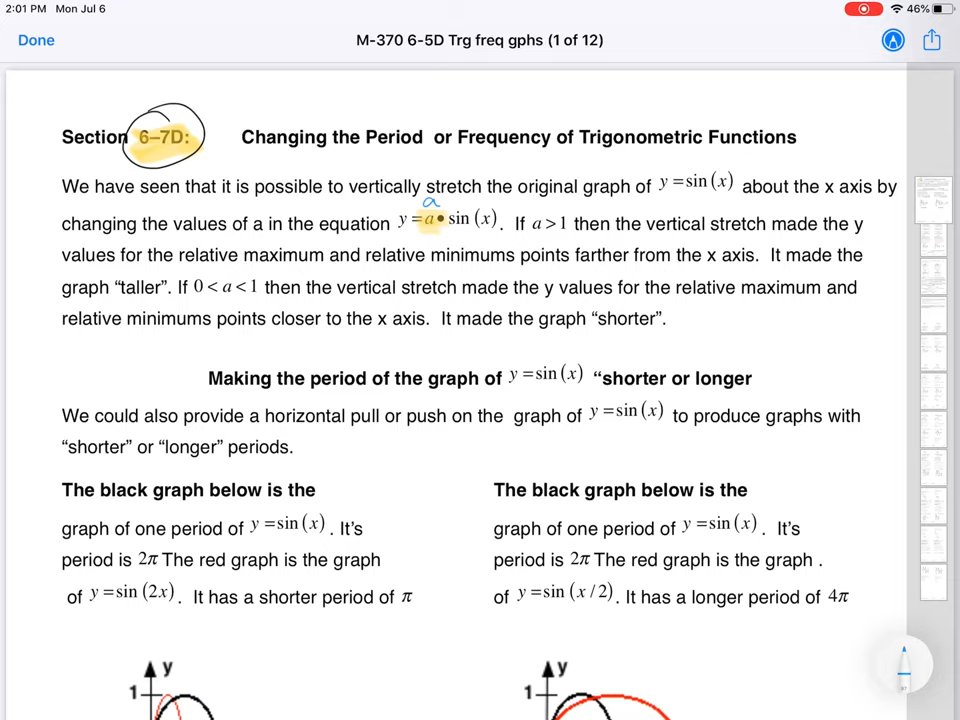 2:01 PM Mon Jul 6 46%
Done M-370 6-5D Trg freq gphs (1 of 12)
Section 6–7D: Changing the Period or Frequency of Trigonometric Functions
We have seen that it is possible to vertically stretch the original graph of y = sin(x) about the x axis by
a
changing the values of a in the equation y = a • sin(x). If a > 1 then the vertical stretch made the y
values for the relative maximum and relative minimums points farther from the x axis. It made the
graph “taller”. If 0 < a < 1 then the vertical stretch made the y values for the relative maximum and
relative minimums points closer to the x axis. It made the graph “shorter”.
Making the period of the graph of y = sin(x) “shorter or longer
We could also provide a horizontal pull or push on the graph of y = sin(x) to produce graphs with
“shorter” or “longer” periods.
The black graph below is the
graph of one period of y = sin(x). It’s
period is 2π The red graph is the graph
of y = sin(2x). It has a shorter period of π
y
1
The black graph below is the
graph of one period of y = sin(x). It’s
period is 2π The red graph is the graph .
of y = sin(x / 2). It has a longer period of 4π
y
1